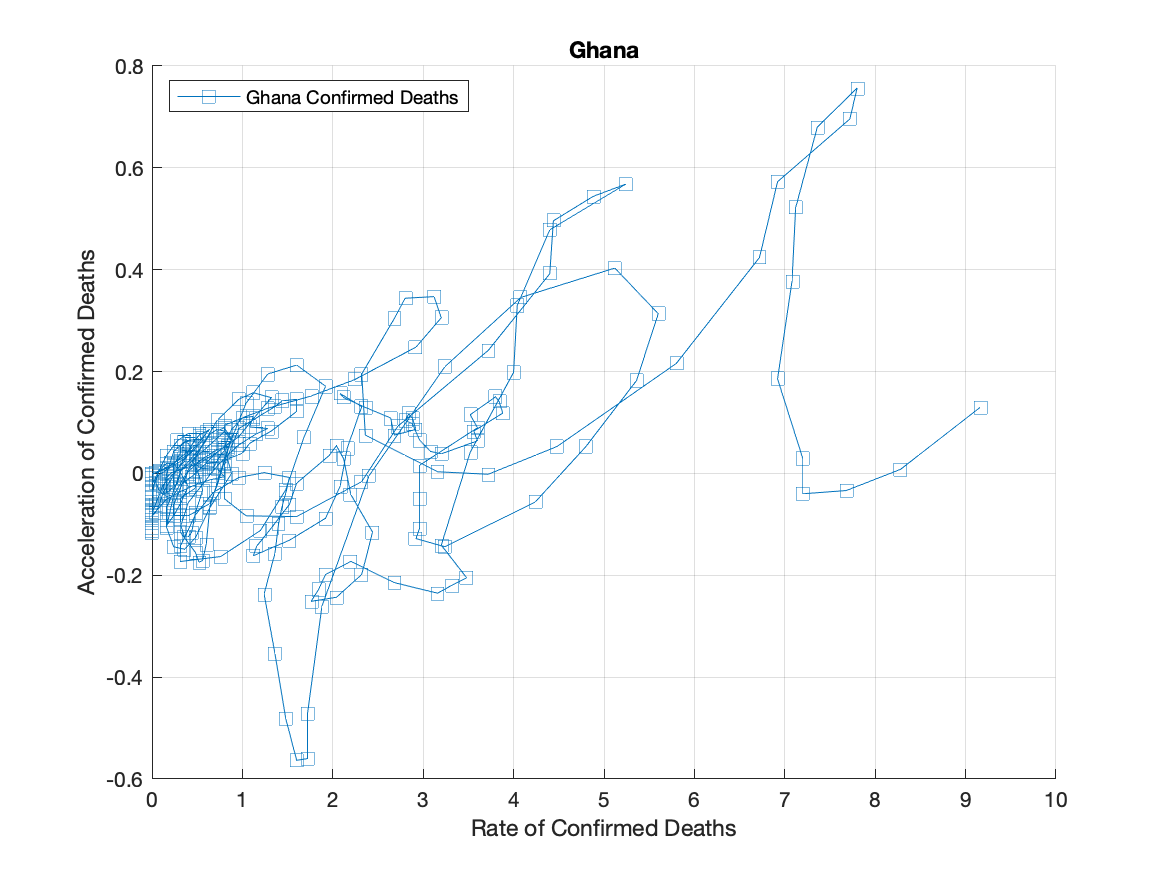 Ghana
Ghana Confirmed Deaths
Acceleration of Confirmed Deaths
0.8
0.6
0.4
0.2
0
-0.2
-0.4
-0.6
0 1 2 3 4 5 6 7 8 9 10
Rate of Confirmed Deaths